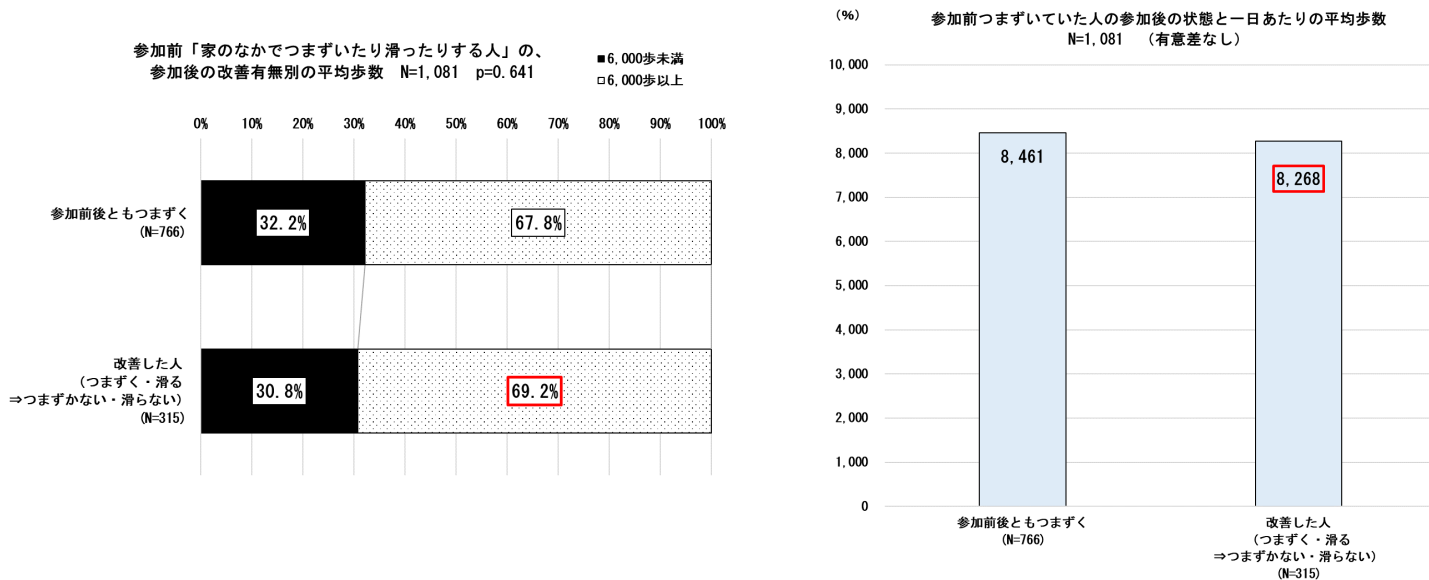 参加前「家のなかでつまずいたり滑ったりする人」の、
参加後の改善有無別の平均歩数　N=1,081　p=0.641
■6,000歩未満
□6,000歩以上
0% 10% 20% 30% 40% 50% 60% 70% 80% 90% 100%
参加前後ともつまずく
(N=766)
32.2% 67.8%
改善した人
(つまずく・滑る
⇒つまずかない・滑らない)
(N=315)
30.8% 69.2%
(%)
参加前つまずいていた人の参加後の状態と一日あたりの平均歩数
N=1,081　（有意差なし）
10,000
9,000
8,000
7,000
6,000
5,000
4,000
3,000
2,000
1,000
0
8,461
8,268
参加前後ともつまずく
(N=766)
改善した人
(つまずく・滑る
⇒つまずかない・滑らない)
(N=315)